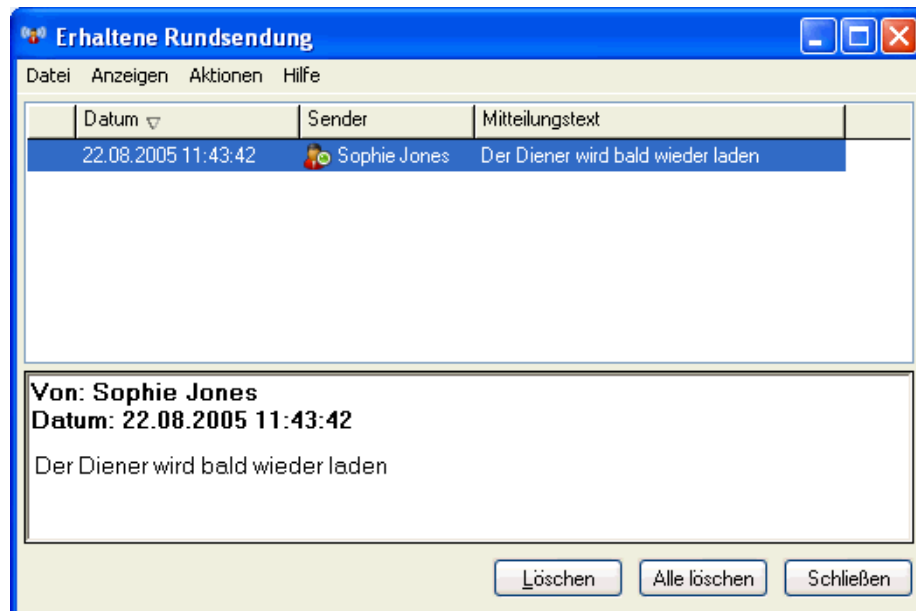 Erhaltene Rundsendung
Datei Anzeigen Aktionen Hilfe
Datum Sender Mitteilungstext
22.08.2005 11:43:42 Sophie Jones Der Diener wird bald wieder laden
Von: Sophie Jones
Datum: 22.08.2005 11:43:42
Der Diener wird bald wieder laden
Löschen Alle löschen Schließen